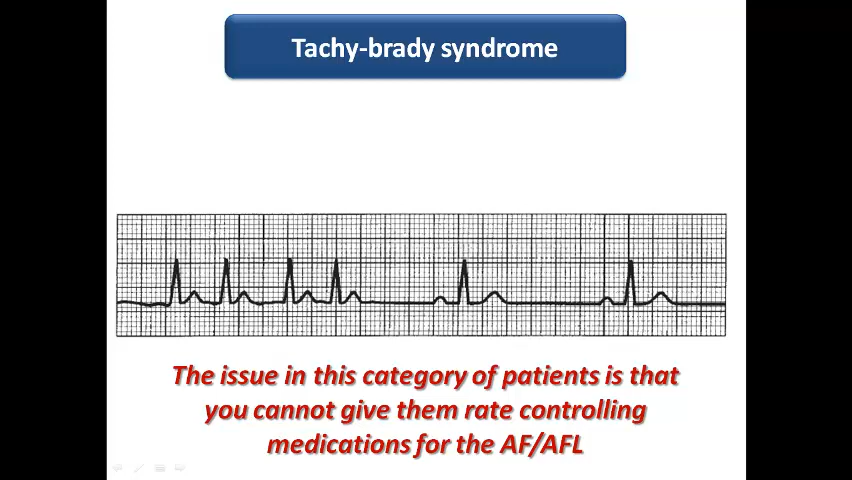 Tachy-brady syndrome
The issue in this category of patients is that
you cannot give them rate controlling
medications for the AF/AFL